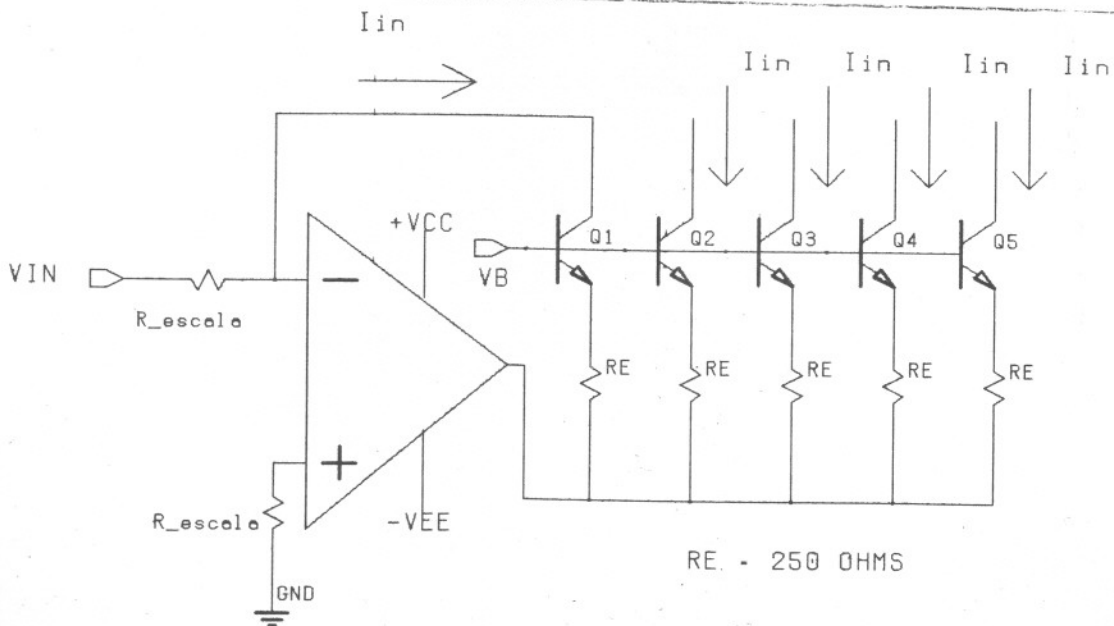 Iin
Iin Iin Iin Iin
+VCC
Q1 Q2 Q3 Q4 Q5
VIN
VB
R_escala
RE RE RE RE RE
R_escala
-VEE
RE - 250 OHMS
GND